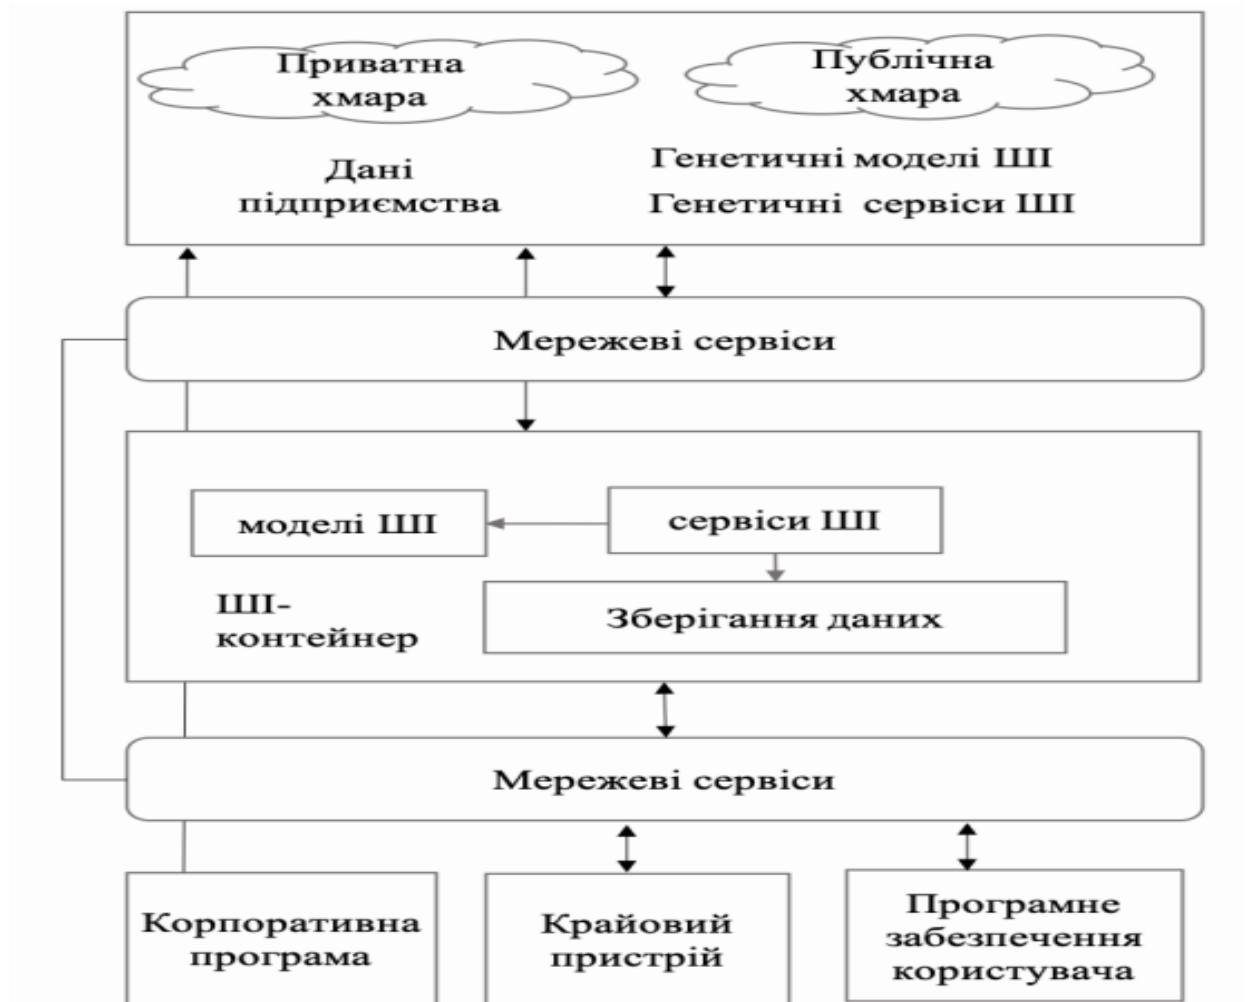 Приватна
хмара
Публічна
хмара
Дані
підприємства
Генетичні моделі ШІ
Генетичні сервіси ШІ
Мережеві сервіси
моделі ШІ
сервіси ШІ
Зберігання даних
ШІ-
контейнер
Мережеві сервіси
Корпоративна
програма
Крайовий
пристрій
Програмне
забезпечення
користувача